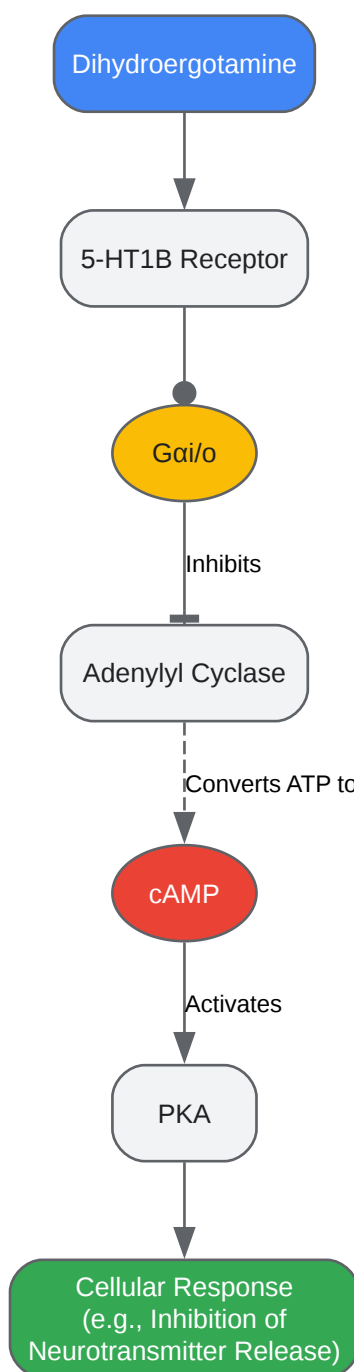 Dihydroergotamine
5-HT1B Receptor
Gαi/o
Inhibits
Adenylyl Cyclase
Converts ATP to
cAMP
Activates
PKA
Cellular Response
(e.g., Inhibition of
Neurotransmitter Release)